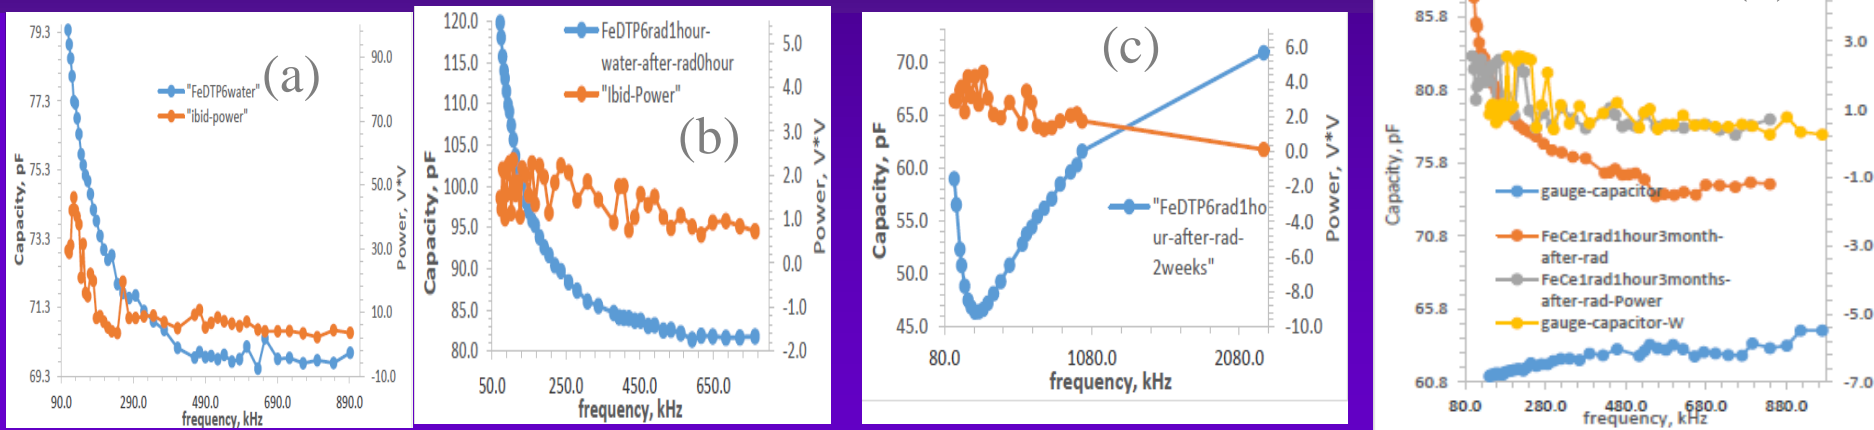 79.3
77.3
75.3
73.3
71.3
69.3
Capacity, pF
90.0
70.0
50.0
30.0
10.0
-10.0
Power, V*V
"FeDTP6water"
"ibid-power"
(a)
90.0 290.0 490.0 690.0 890.0
frequency, kHz
120.0
115.0
110.0
105.0
100.0
95.0
90.0
85.0
80.0
Capacity, pF
5.0
4.0
3.0
2.0
1.0
0.0
-1.0
-2.0
Power, V*V
FeDTP6rad1hour-
water-after-rad0hour
"Ibid-Power"
(b)
50.0 250.0 450.0 650.0
frequency, kHz
70.0
65.0
60.0
55.0
50.0
45.0
Capacity, pF
6.0
4.0
2.0
0.0
-2.0
-4.0
-6.0
-8.0
-10.0
Power, V*V
(c)
"FeDTP6rad1ho
ur-after-rad-
2weeks"
80.0 1080.0 2080.0
frequency, kHz
85.8
80.8
75.8
70.8
65.8
60.8
Capacity, pF
3.0
1.0
-1.0
-3.0
-5.0
-7.0
gauge-capacitor
FeCe1rad1hour3month-
after-rad
FeCe1rad1hour3months-
after-rad-Power
gauge-capacitor-W
80.0 280.0 480.0 680.0 880.0
frequency, kHz